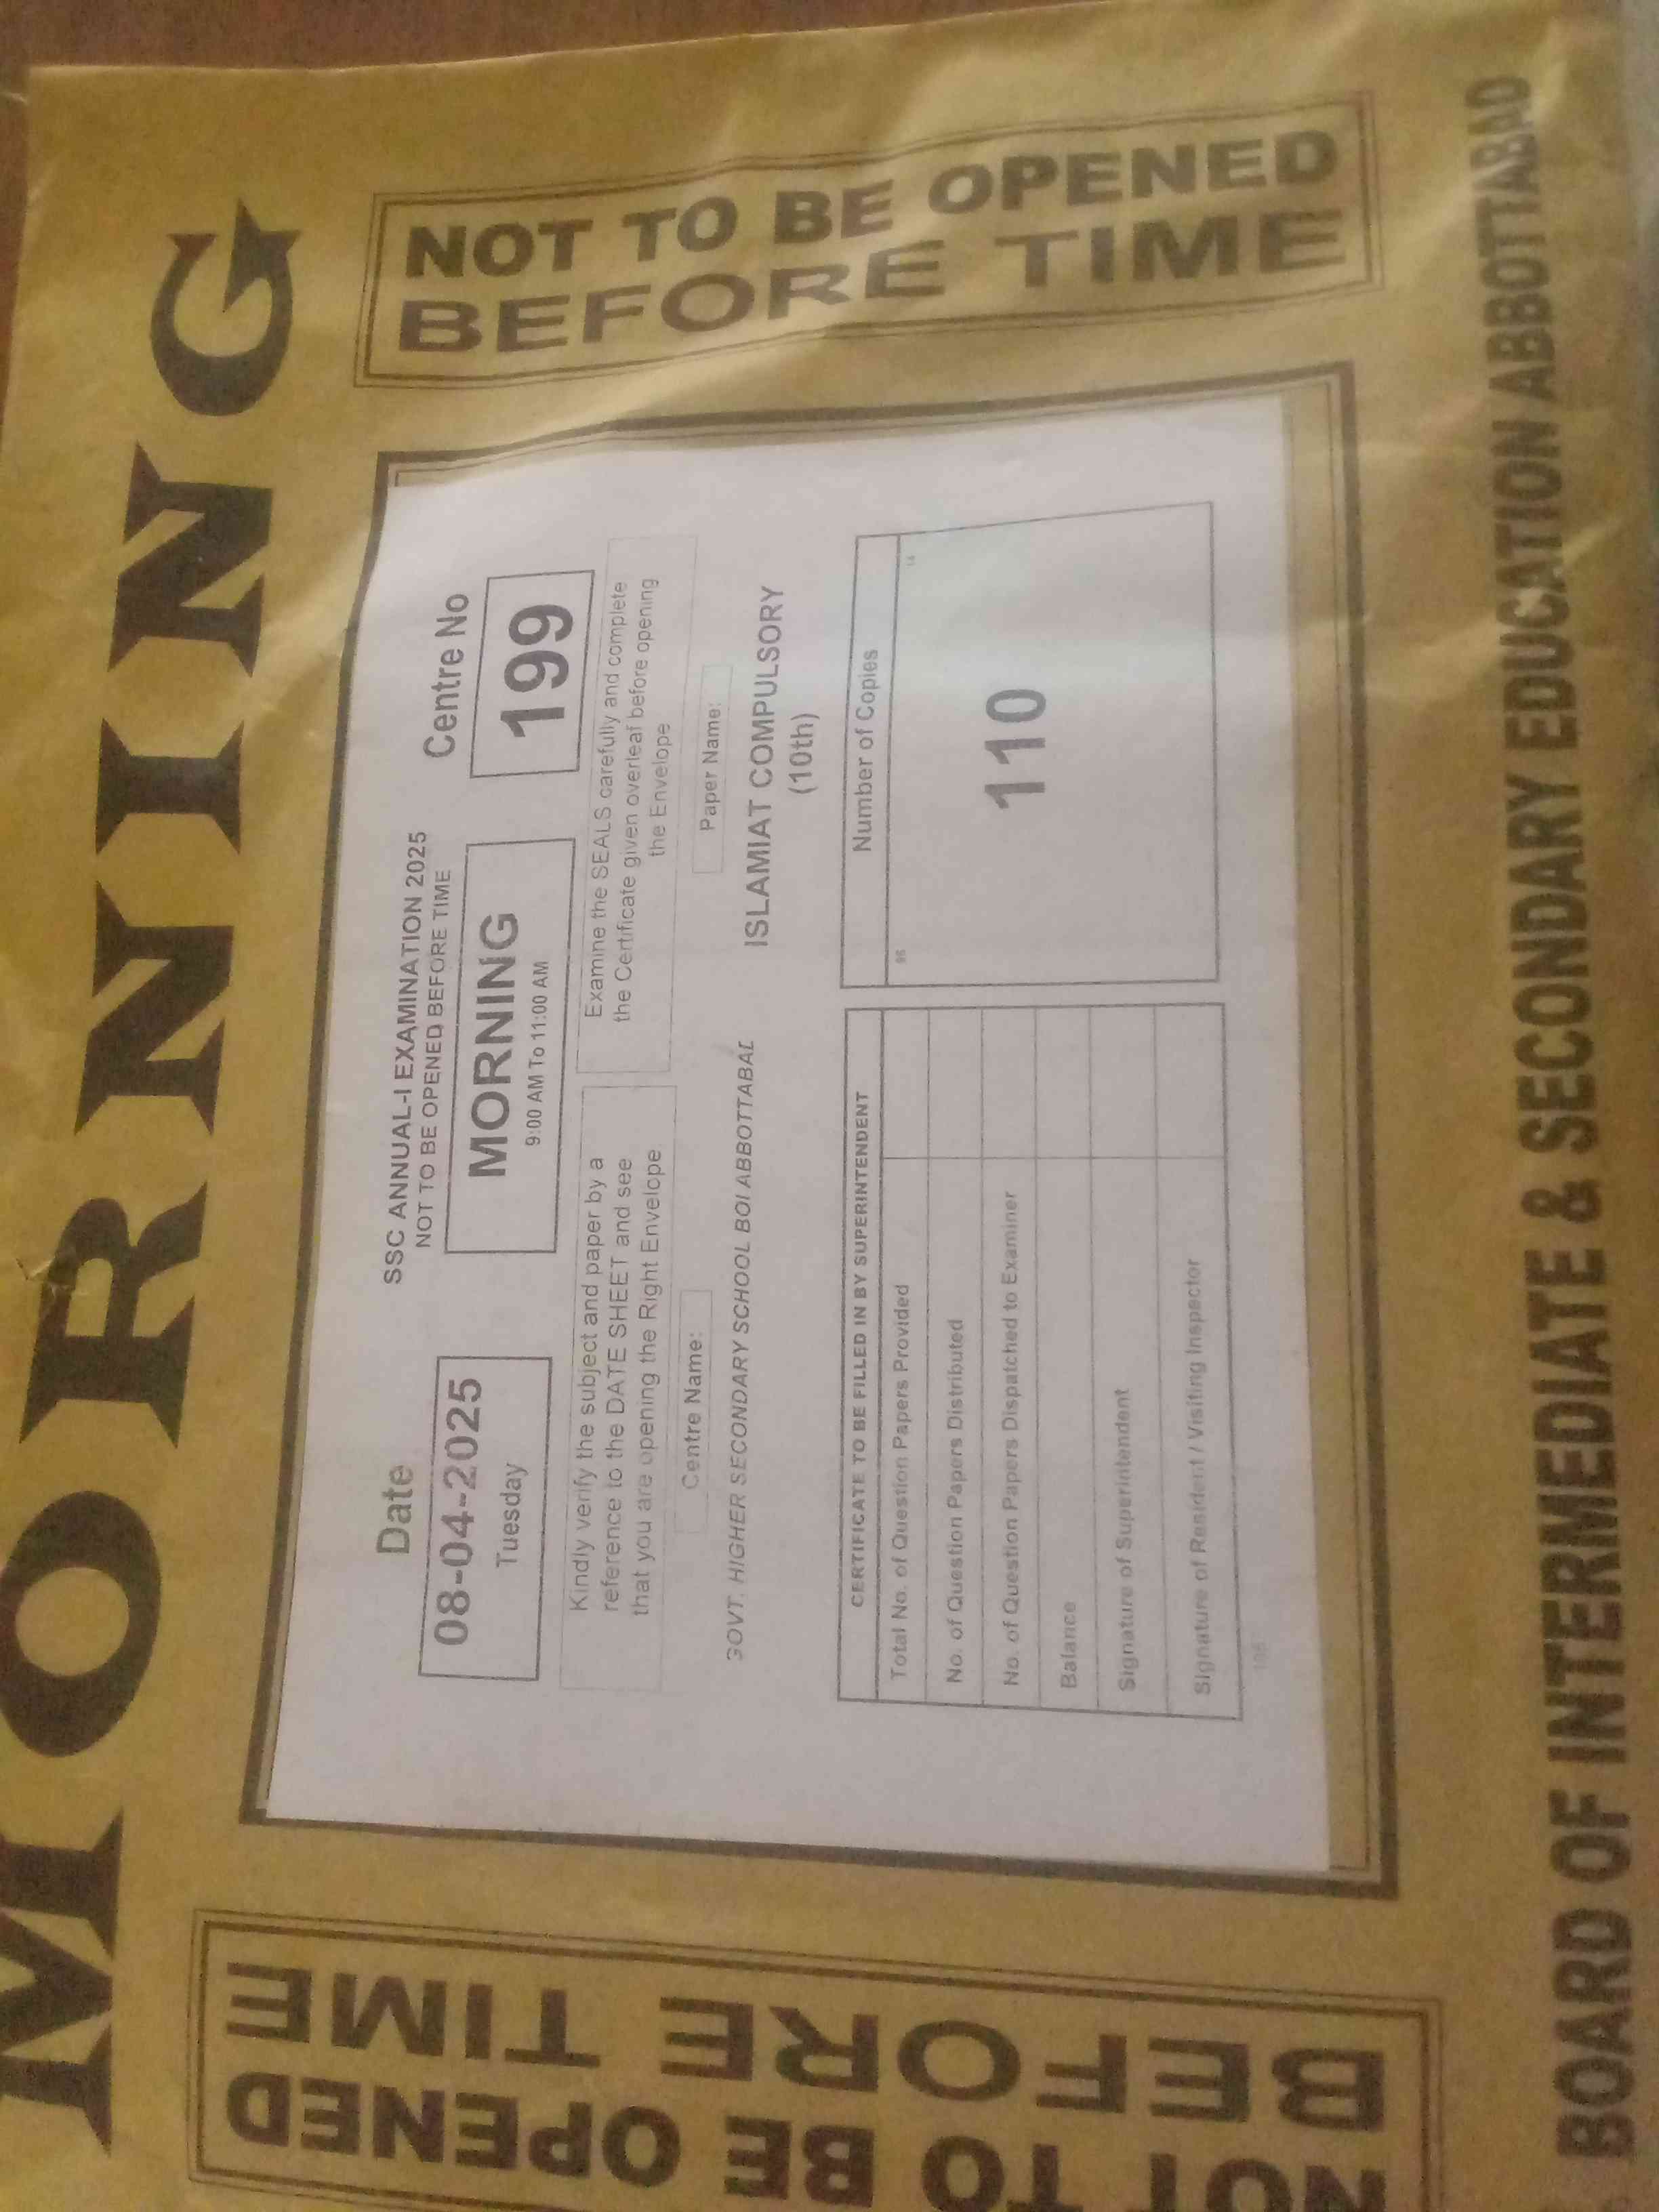 MORNING
NOT TO BE OPENED
BEFORE TIME
SSC ANNUAL-I EXAMINATION 2025
NOT TO BE OPENED BEFORE TIME
Date
08-04-2025
Tuesday
MORNING
9:00 AM To 11:00 AM
Centre No
199
Kindly verify the subject and paper by a
reference to the DATE SHEET and see
that you are opening the Right Envelope
Examine the SEALS carefully and complete
the Certificate given overleaf before opening
the Envelope
Centre Name:
GOVT. HIGHER SECONDARY SCHOOL BOI ABBOTTABAD
Paper Name:
ISLAMIAT COMPULSORY
(10th)
CERTIFICATE TO BE FILLED IN BY SUPERINTENDENT
Total No. of Question Papers Provided
No. of Question Papers Distributed
No. of Question Papers Dispatched to Examiner
Balance
Signature of Superintendent
Signature of Resident / Visiting Inspector
Number of Copies
110
NOT TO BE OPENED
BEFORE TIME
BOARD OF INTERMEDIATE & SECONDARY EDUCATION ABBOTTABAD